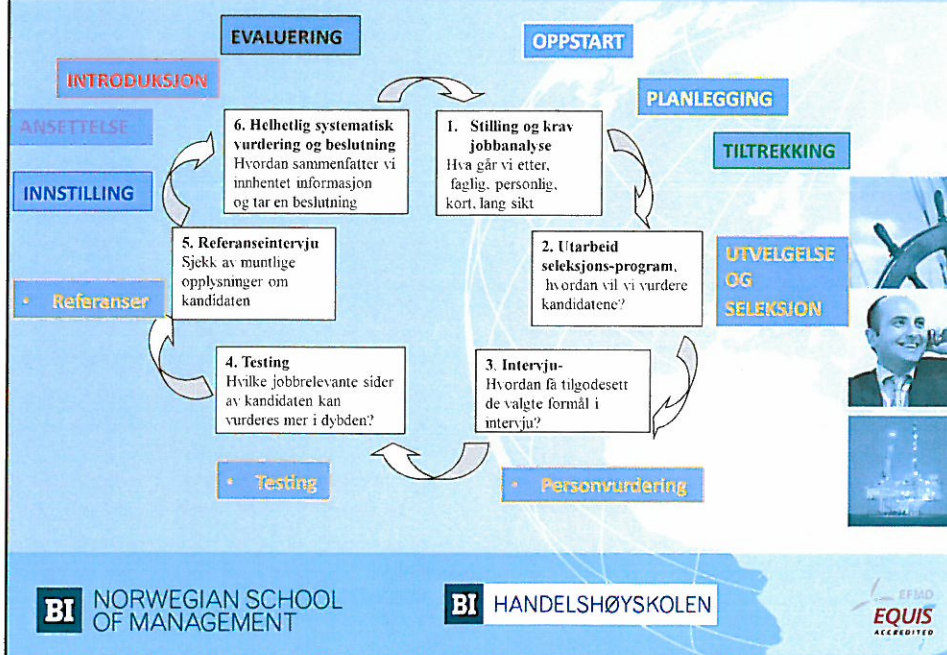 EVALUERING
OPPSTART
INTRODUKSJON
PLANLEGGING
ANSETTELSE
TILTREKKING
INNSTILLING
6. Helhetlig systematisk
vurdering og beslutning
Hvordan sammenfatter vi
innhentet informasjon
og tar en beslutning
1. Stilling og krav
jobbanalyse
Hva går vi etter,
faglig, personlig,
kort, lang sikt
5. Referanseintervju
Sjekk av muntlige
opplysninger om
kandidaten
2. Utarbeid
seleksjons-program,
hvordan vil vi vurdere
kandidatene?
UTVELGELSE
OG
SELEKSJON
• Referanser
4. Testing
Hvilke jobbrelevante sider
av kandidaten kan
vurderes mer i dybden?
3. Intervju-
Hvordan få tilgodesett
de valgte formål i
intervju?
• Testing
• Personvurdering
BI NORWEGIAN SCHOOL
OF MANAGEMENT
BI HANDELSHØYSKOLEN
EFMD
EQUIS
ACCREDITED